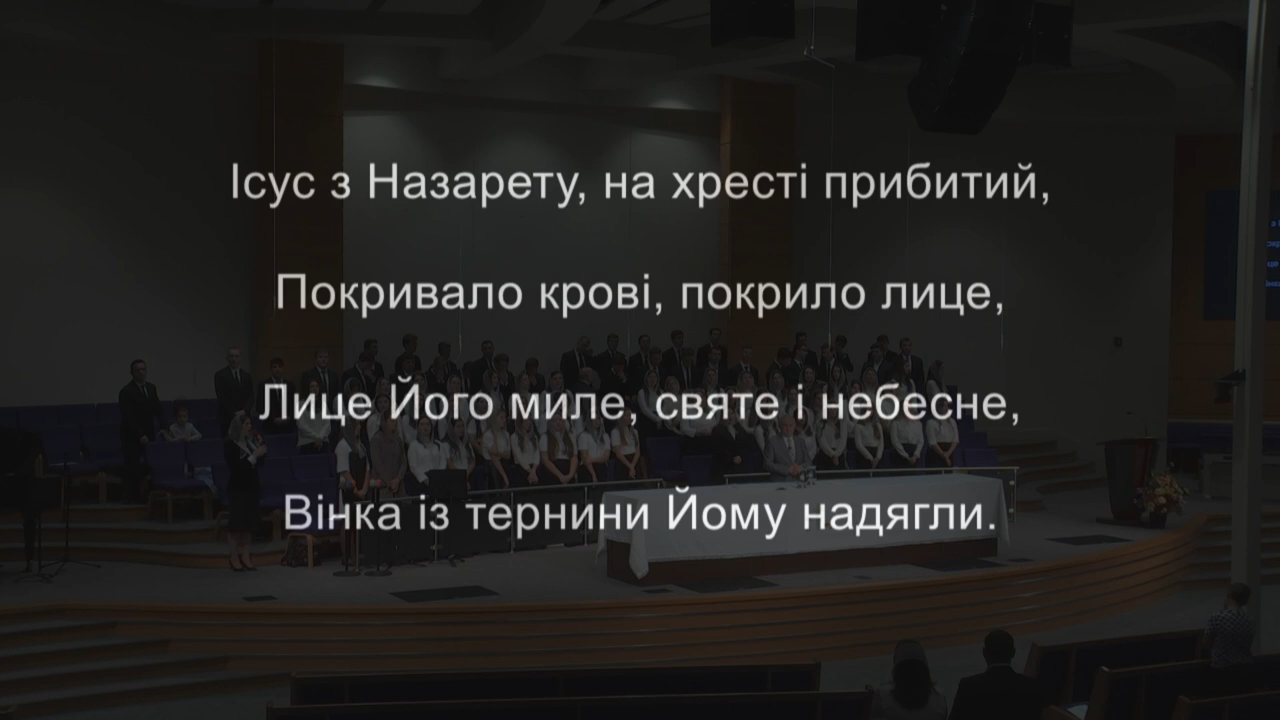 Ісус з Назарету, на хресті прибитий,
Покривало крові, покрило лице,
Лице Його миле, святе і небесне,
Вінка із тернини Йому надягли.